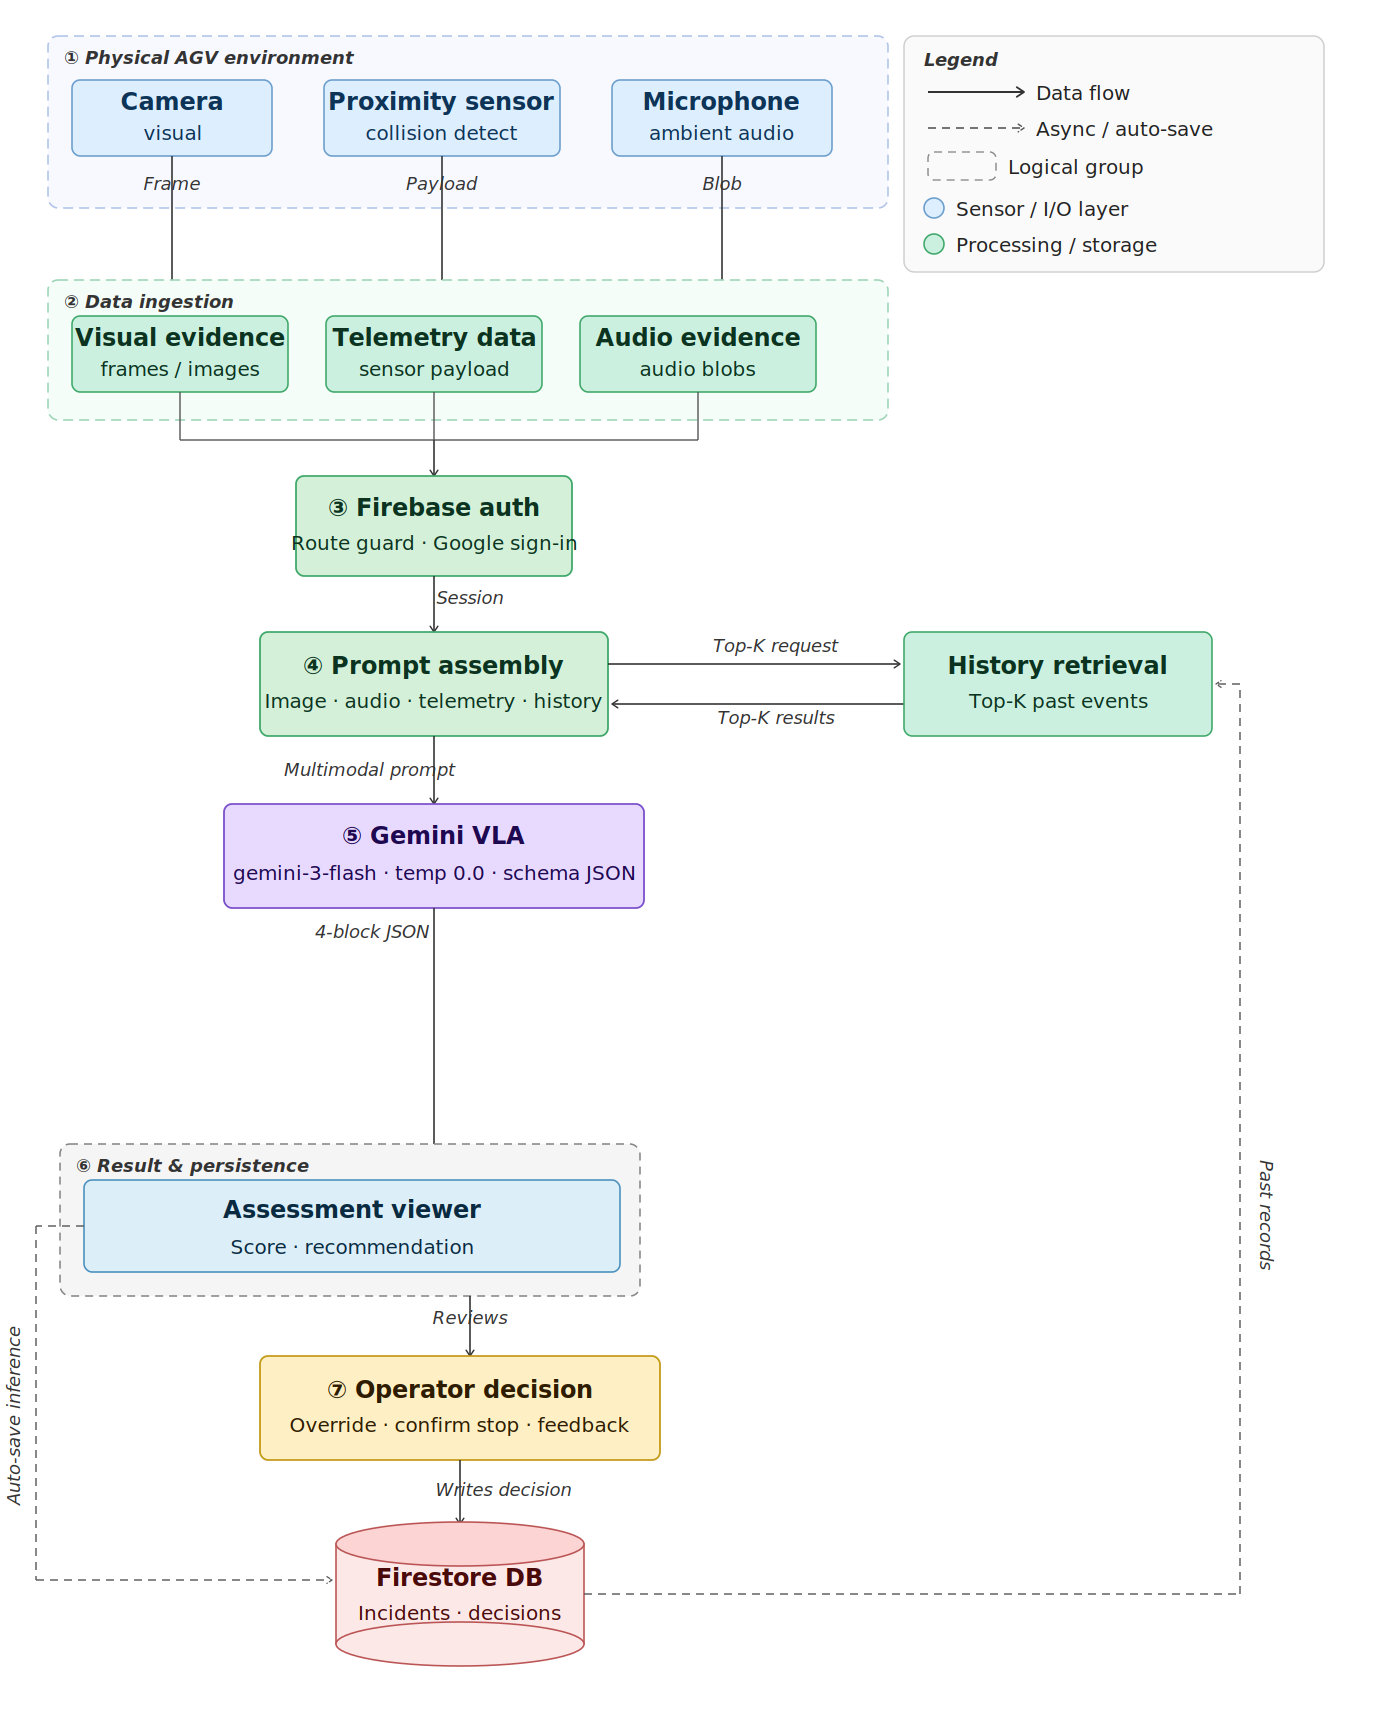 ① Physical AGV environment
Camera
visual
Proximity sensor
collision detect
Microphone
ambient audio
Frame
Payload
Blob
Legend
Data flow
Async / auto-save
Logical group
Sensor / I/O layer
Processing / storage
② Data ingestion
Visual evidence
frames / images
Telemetry data
sensor payload
Audio evidence
audio blobs
③ Firebase auth
Route guard · Google sign-in
Session
④ Prompt assembly
Image · audio · telemetry · history
Top-K request
Top-K results
History retrieval
Top-K past events
Multimodal prompt
⑤ Gemini VLA
gemini-3-flash · temp 0.0 · schema JSON
4-block JSON
⑥ Result & persistence
Assessment viewer
Score · recommendation
Past records
Reviews
Auto-save inference
⑦ Operator decision
Override · confirm stop · feedback
Writes decision
Firestore DB
Incidents · decisions